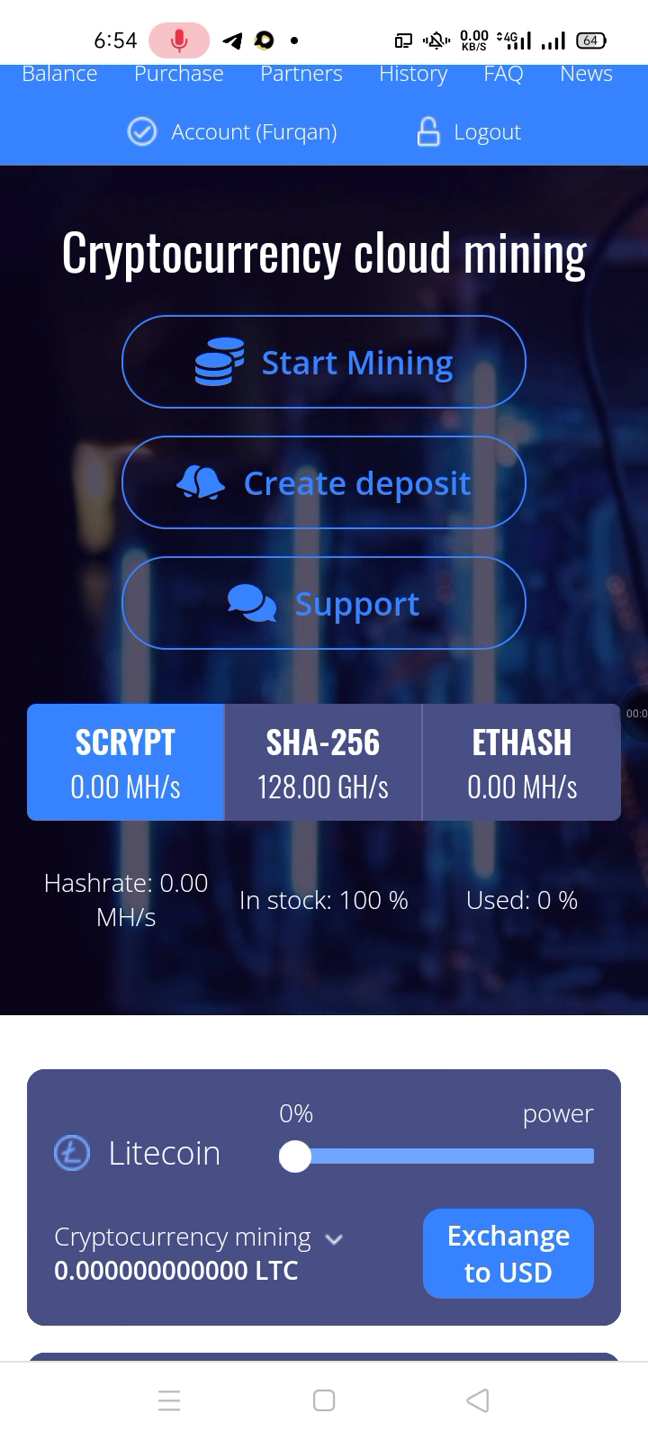 6:54 0.00 KB/S 4G 64
Balance Purchase Partners History FAQ News
Account (Furqan) Logout
Cryptocurrency cloud mining
Start Mining
Create deposit
Support
SCRYPT SHA-256 ETHASH
0.00 MH/s 128.00 GH/s 0.00 MH/s
00:0
Hashrate: 0.00
MH/s
In stock: 100 %
Used: 0 %
0% power
Litecoin
Cryptocurrency mining
0.000000000000 LTC
Exchange
to USD